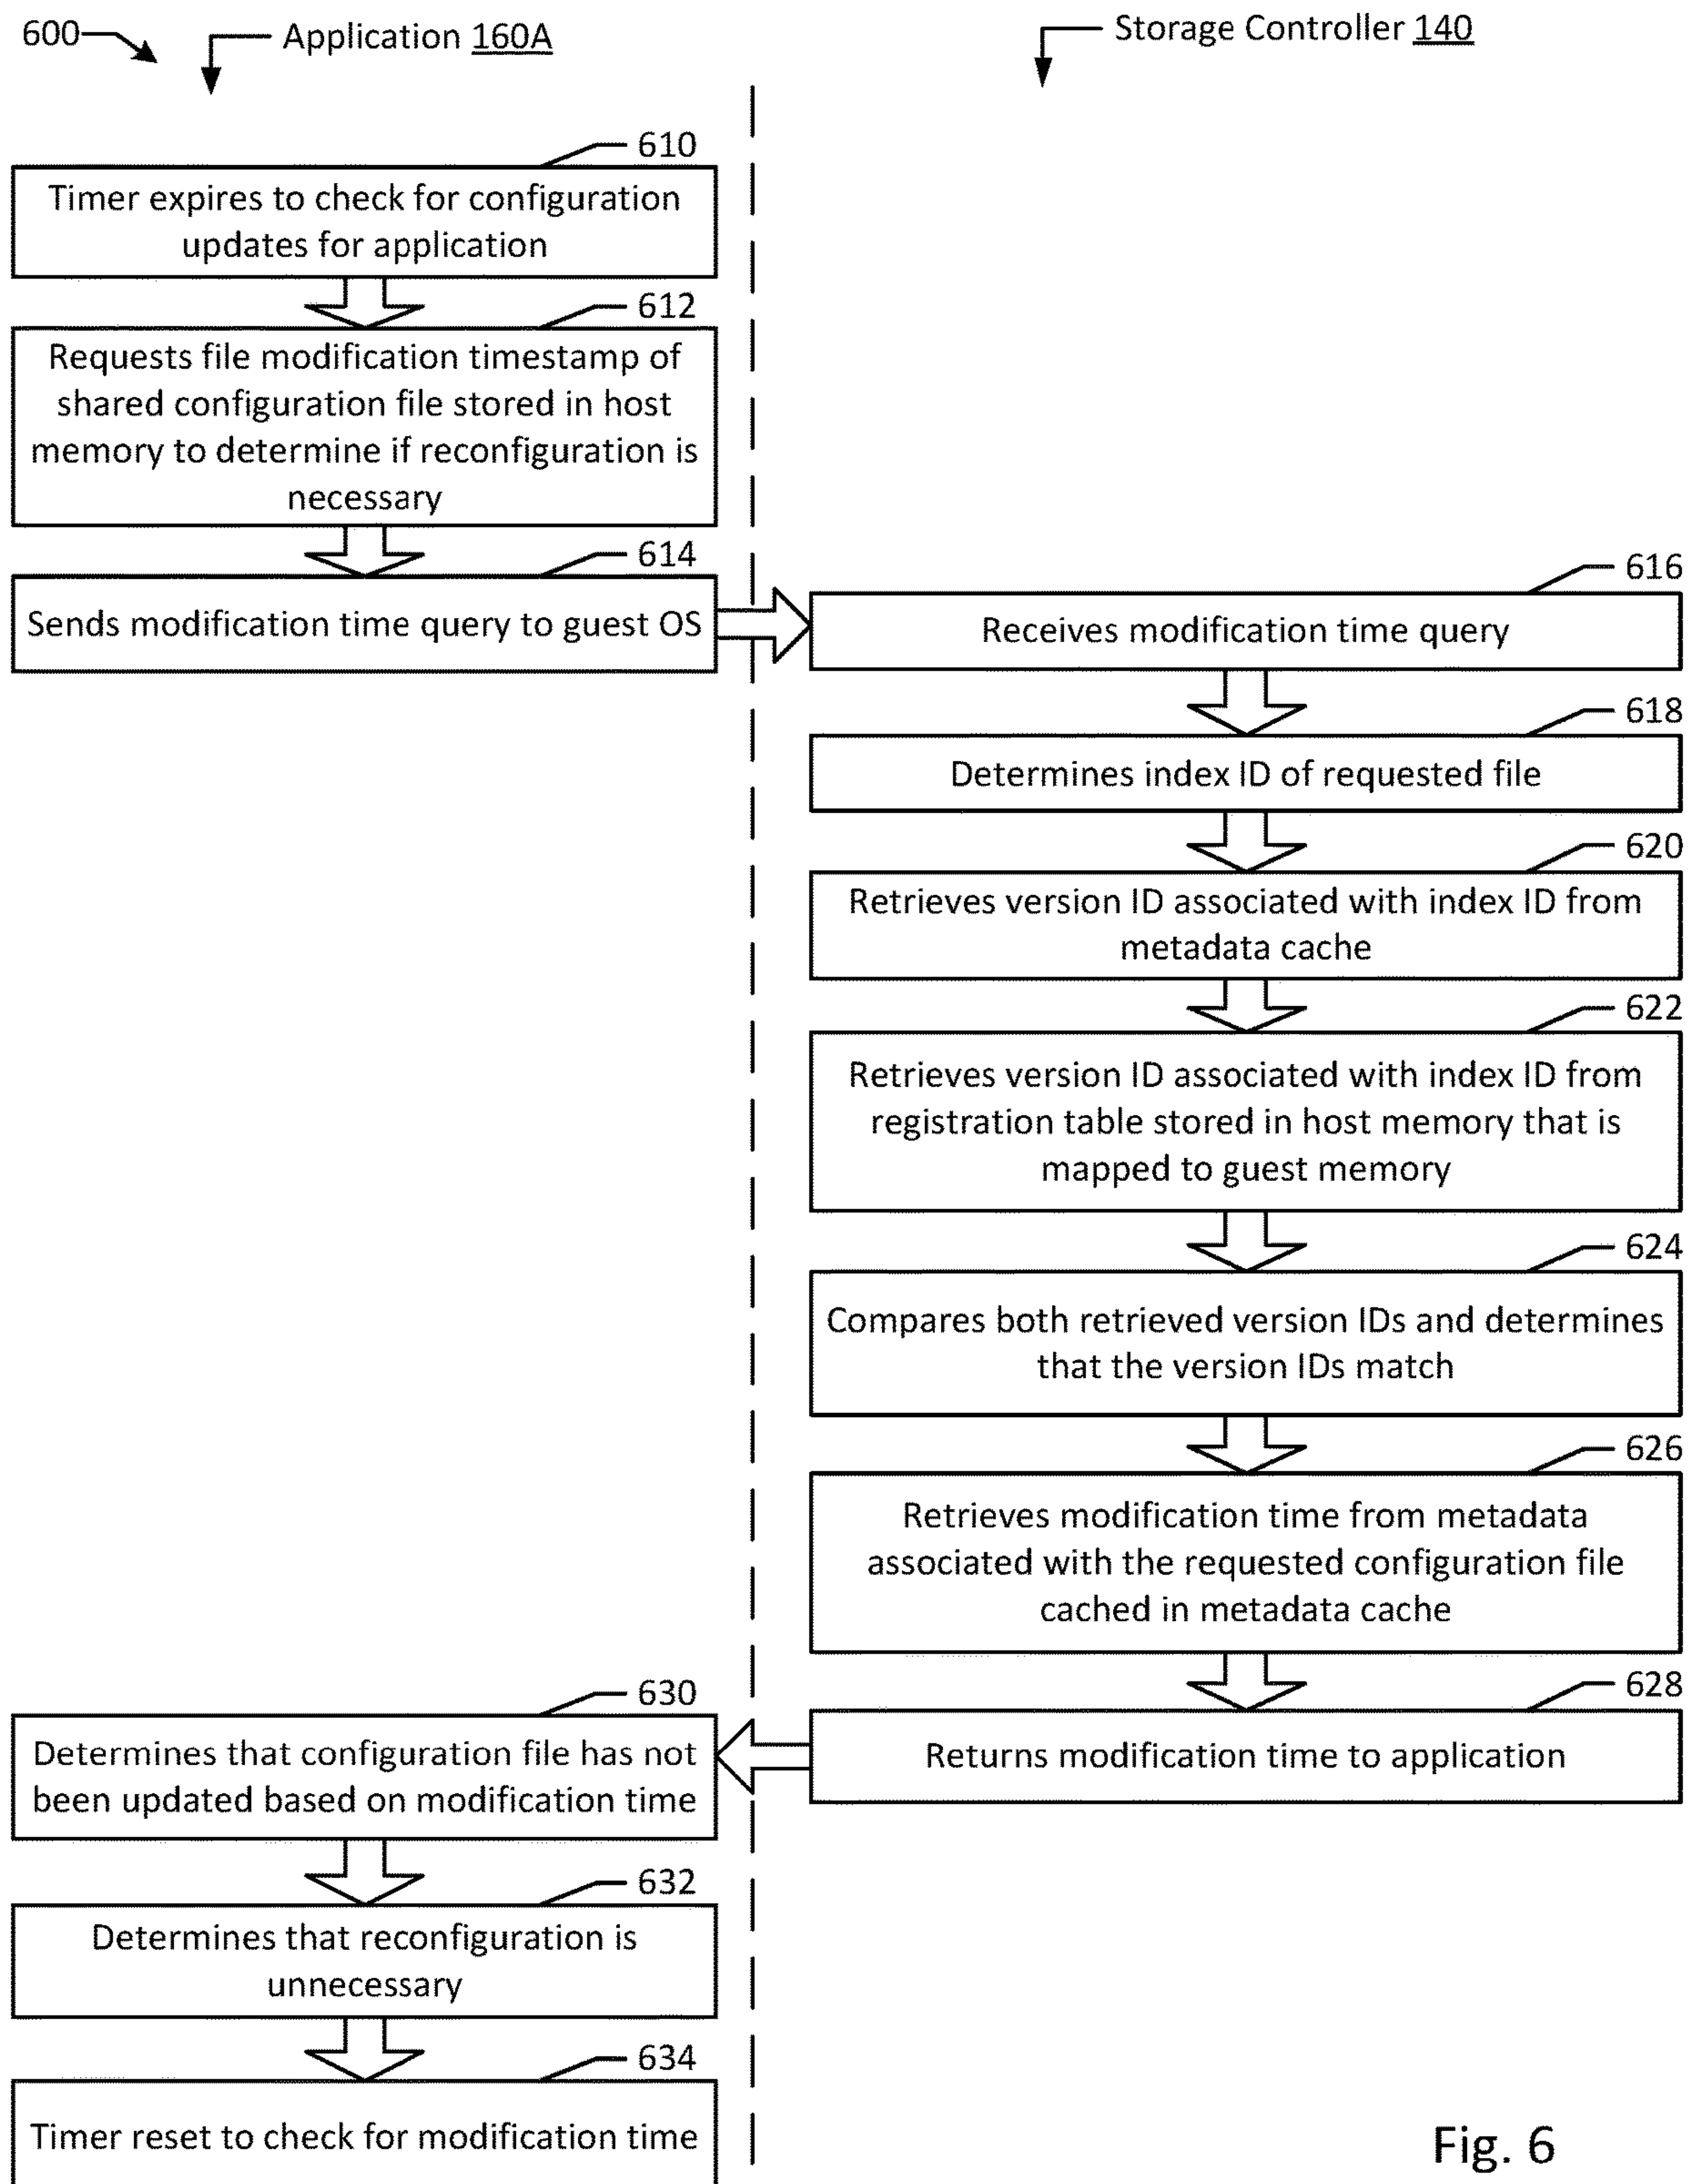 600
Application 160A
Storage Controller 140
610
Timer expires to check for configuration
updates for application
612
Requests file modification timestamp of
shared configuration file stored in host
memory to determine if reconfiguration is
necessary
614
Sends modification time query to guest OS
616
Receives modification time query
618
Determines index ID of requested file
620
Retrieves version ID associated with index ID from
metadata cache
622
Retrieves version ID associated with index ID from
registration table stored in host memory that is
mapped to guest memory
624
Compares both retrieved version IDs and determines
that the version IDs match
626
Retrieves modification time from metadata
associated with the requested configuration file
cached in metadata cache
628
Returns modification time to application
630
Determines that configuration file has not
been updated based on modification time
632
Determines that reconfiguration is
unnecessary
634
Timer reset to check for modification time
Fig. 6